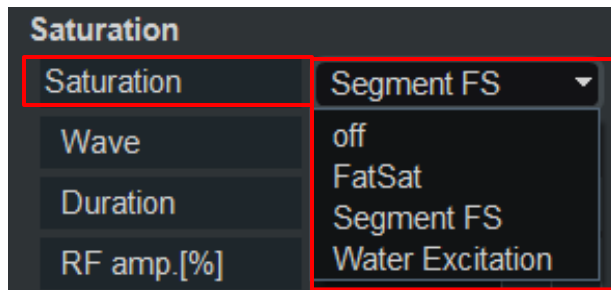 Saturation
Saturation Segment FS
Wave off
FatSat
Duration Segment FS
RF amp.[%] Water Excitation